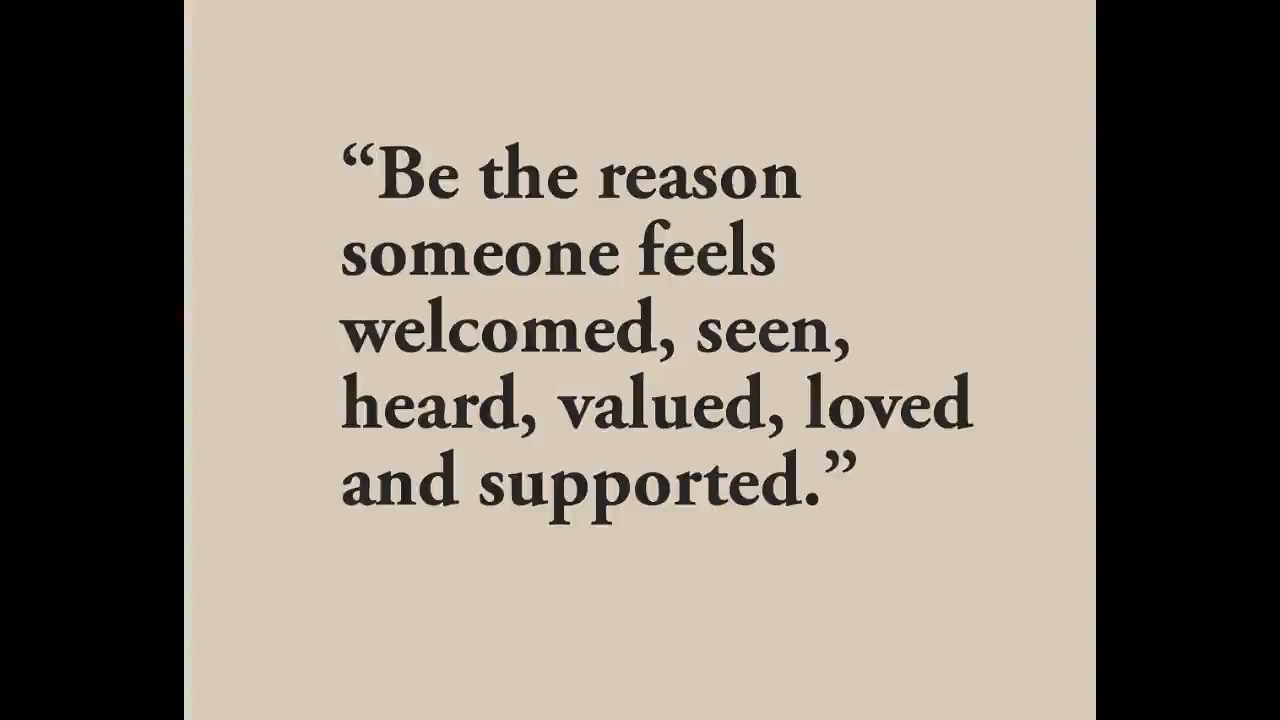 “Be the reason
someone feels
welcomed, seen,
heard, valued, loved
and supported.”